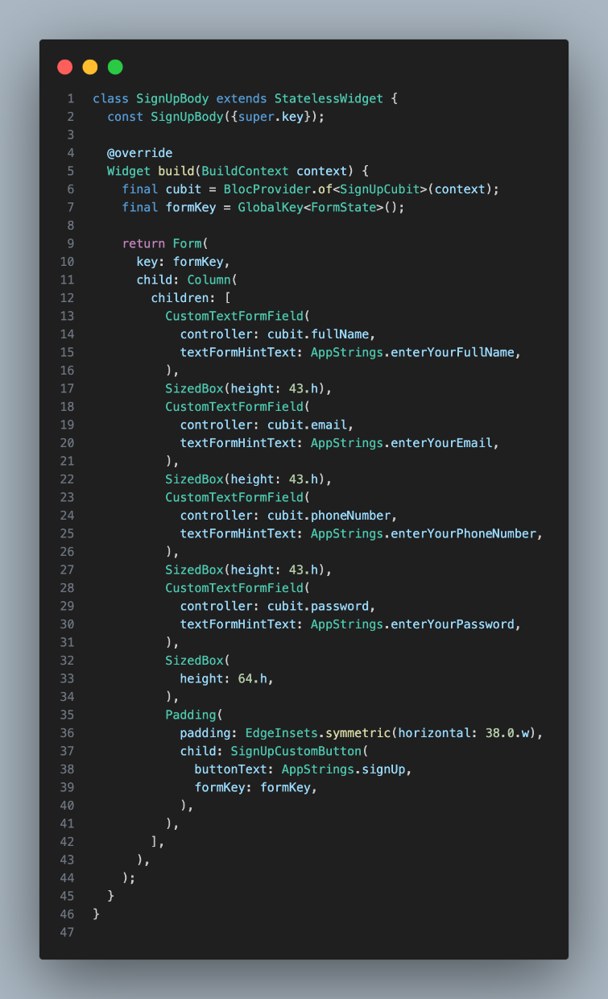 1 class SignUpBody extends StatelessWidget {
2   const SignUpBody({super.key});
3
4   @override
5   Widget build(BuildContext context) {
6     final cubit = BlocProvider.of<SignUpCubit>(context);
7     final formKey = GlobalKey<FormState>();
8
9     return Form(
10       key: formKey,
11       child: Column(
12         children: [
13           CustomTextFormField(
14             controller: cubit.fullName,
15             textFormHintText: AppStrings.enterYourFullName,
16           ),
17           SizedBox(height: 43.h),
18           CustomTextFormField(
19             controller: cubit.email,
20             textFormHintText: AppStrings.enterYourEmail,
21           ),
22           SizedBox(height: 43.h),
23           CustomTextFormField(
24             controller: cubit.phoneNumber,
25             textFormHintText: AppStrings.enterYourPhoneNumber,
26           ),
27           SizedBox(height: 43.h),
28           CustomTextFormField(
29             controller: cubit.password,
30             textFormHintText: AppStrings.enterYourPassword,
31           ),
32           SizedBox(
33             height: 64.h,
34           ),
35           Padding(
36             padding: EdgeInsets.symmetric(horizontal: 38.0.w),
37             child: SignUpCustomButton(
38               buttonText: AppStrings.signUp,
39               formKey: formKey,
40             ),
41           ),
42         ],
43       ),
44     );
45   }
46 }
47